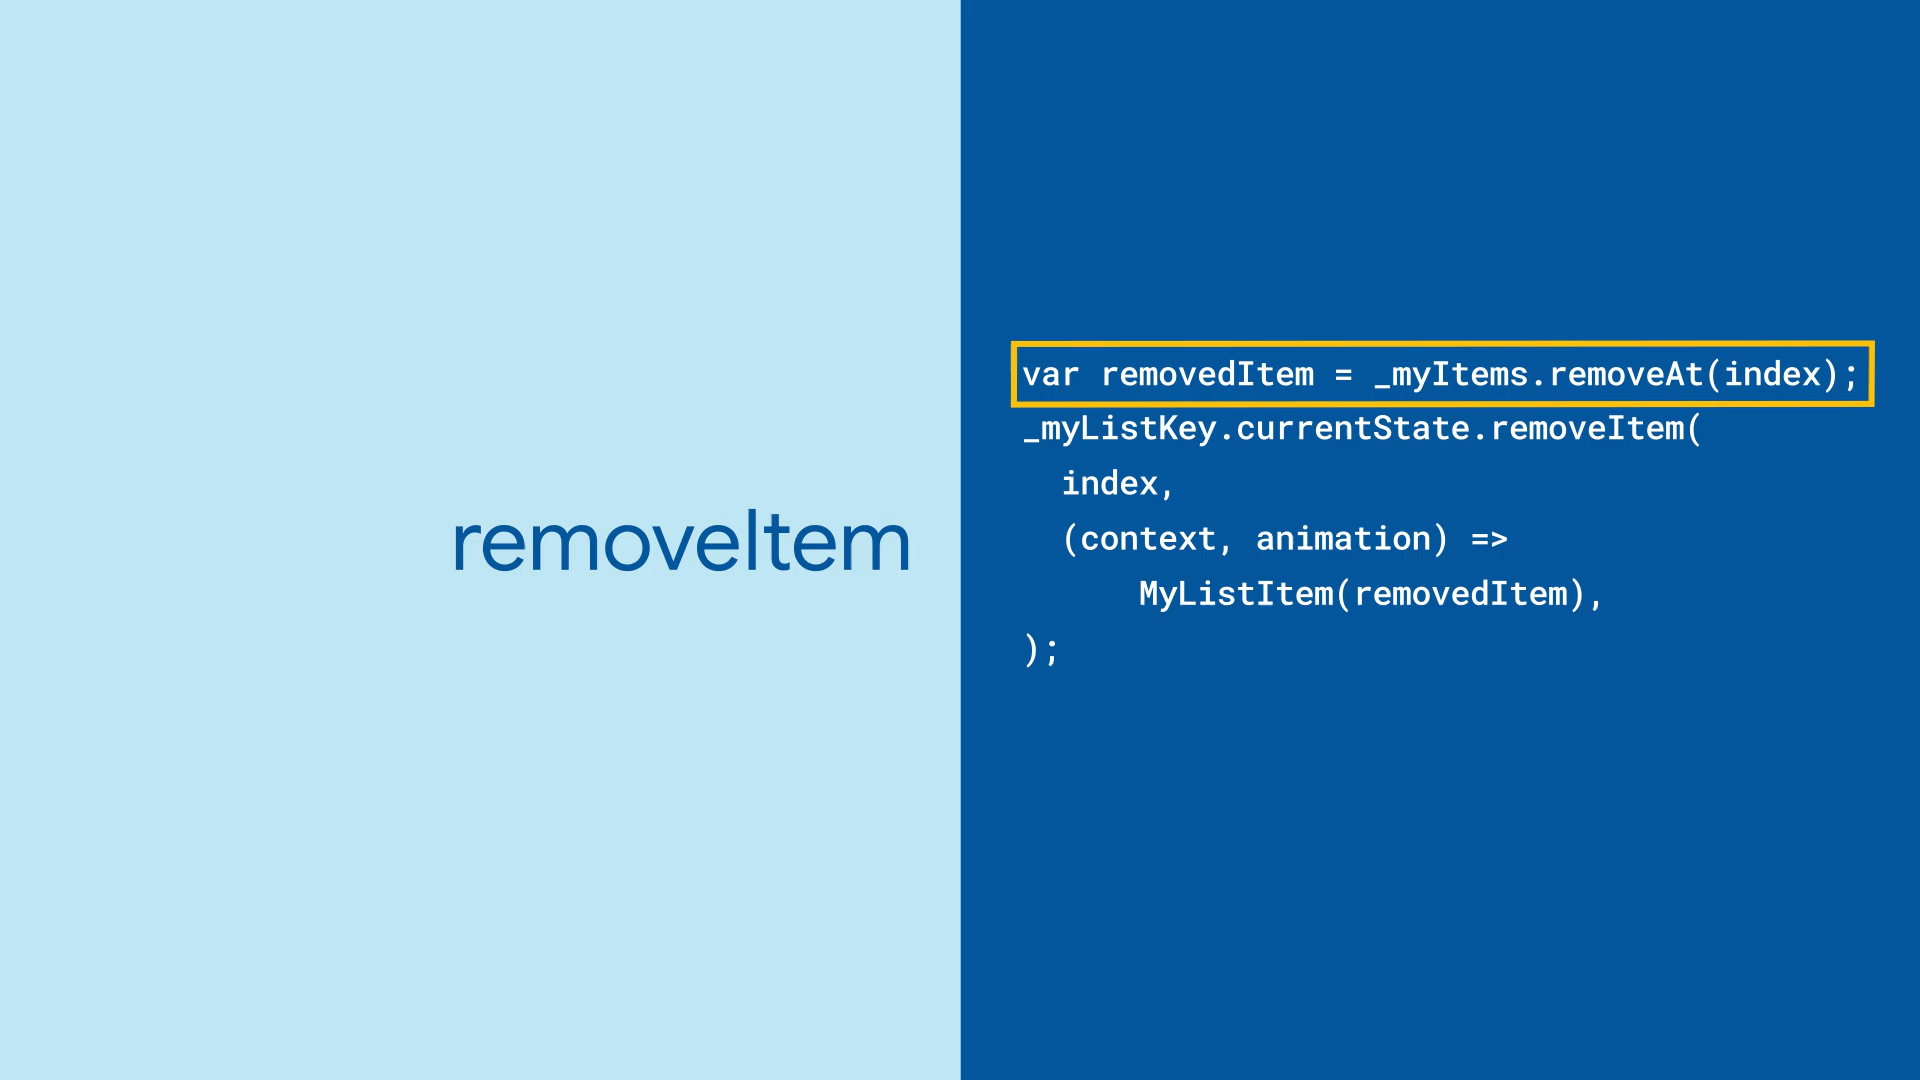 removeItem
var removedItem = _myItems.removeAt(index);
_myListKey.currentState.removeItem(
  index,
  (context, animation) =>
      MyListItem(removedItem),
);